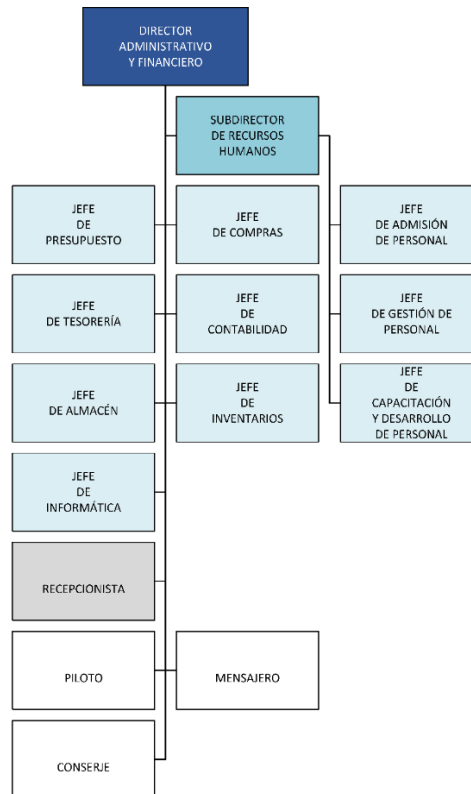 DIRECTOR
ADMINISTRATIVO
Y FINANCIERO
SUBDIRECTOR
DE RECURSOS
HUMANOS
JEFE
DE
PRESUPUESTO
JEFE
DE COMPRAS
JEFE
DE ADMISIÓN
DE PERSONAL
JEFE
DE TESORERÍA
JEFE
DE
CONTABILIDAD
JEFE
DE GESTIÓN DE
PERSONAL
JEFE
DE ALMACÉN
JEFE
DE
INVENTARIOS
JEFE
DE
CAPACITACIÓN
Y DESARROLLO
DE PERSONAL
JEFE
DE
INFORMÁTICA
RECEPCIONISTA
PILOTO
MENSAJERO
CONSERJE